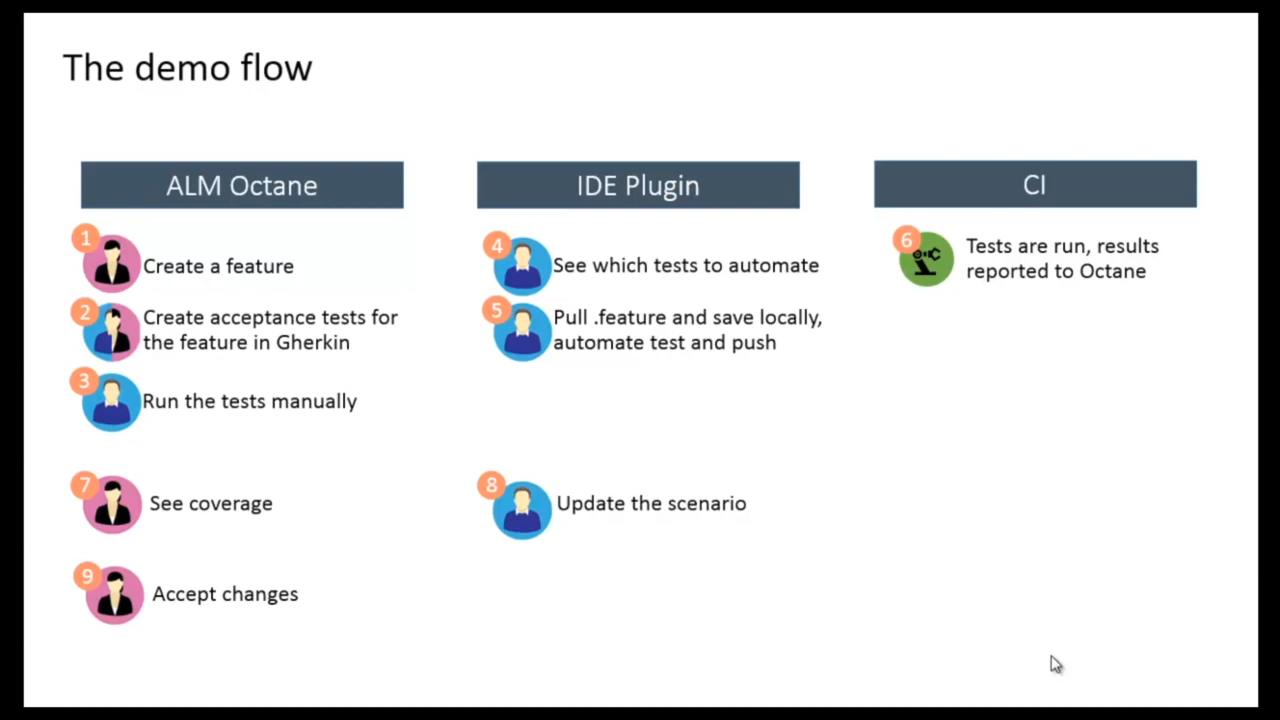 The demo flow
ALM Octane
1
Create a feature
2
Create acceptance tests for
the feature in Gherkin
3
Run the tests manually
7
See coverage
9
Accept changes
IDE Plugin
4
See which tests to automate
5
Pull .feature and save locally,
automate test and push
8
Update the scenario
CI
6
Tests are run, results
reported to Octane